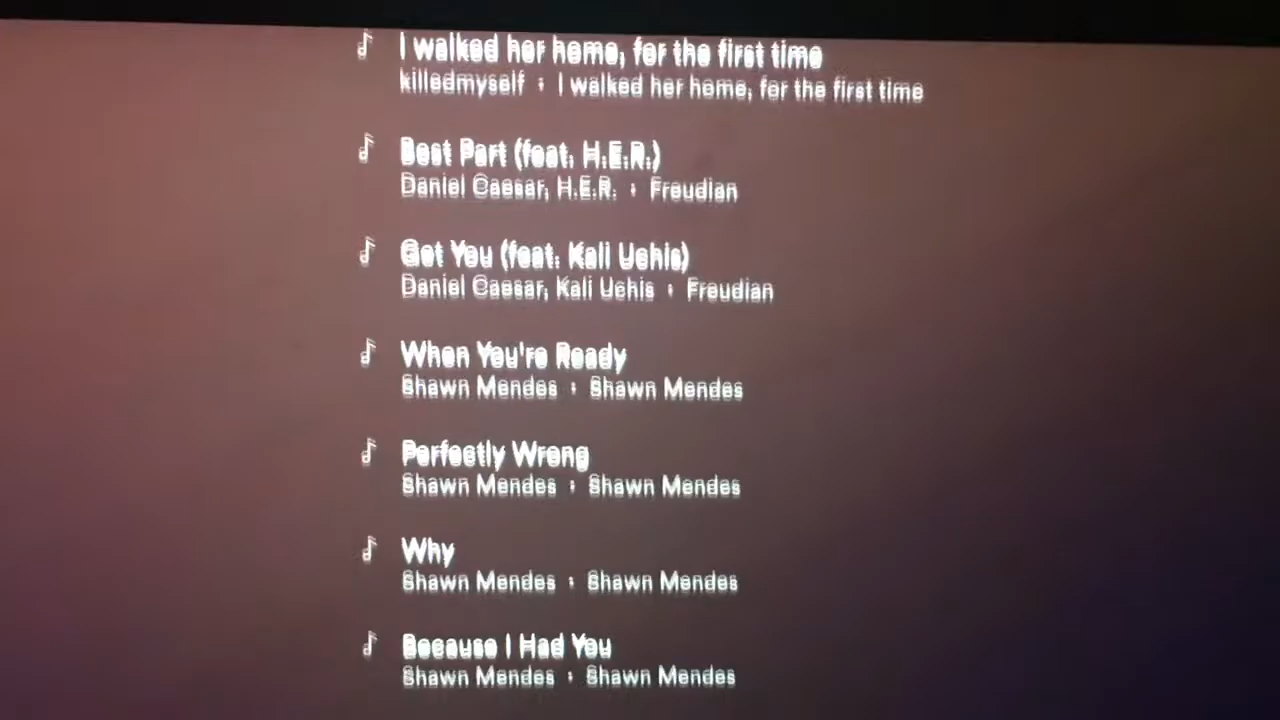 I walked her home, for the first time
killedmyself • I walked her home, for the first time
Best Part (feat. H.E.R.)
Daniel Caesar, H.E.R. • Freudian
Get You (feat. Kali Uchis)
Daniel Caesar, Kali Uchis • Freudian
When You're Ready
Shawn Mendes • Shawn Mendes
Perfectly Wrong
Shawn Mendes • Shawn Mendes
Why
Shawn Mendes • Shawn Mendes
Because I Had You
Shawn Mendes • Shawn Mendes